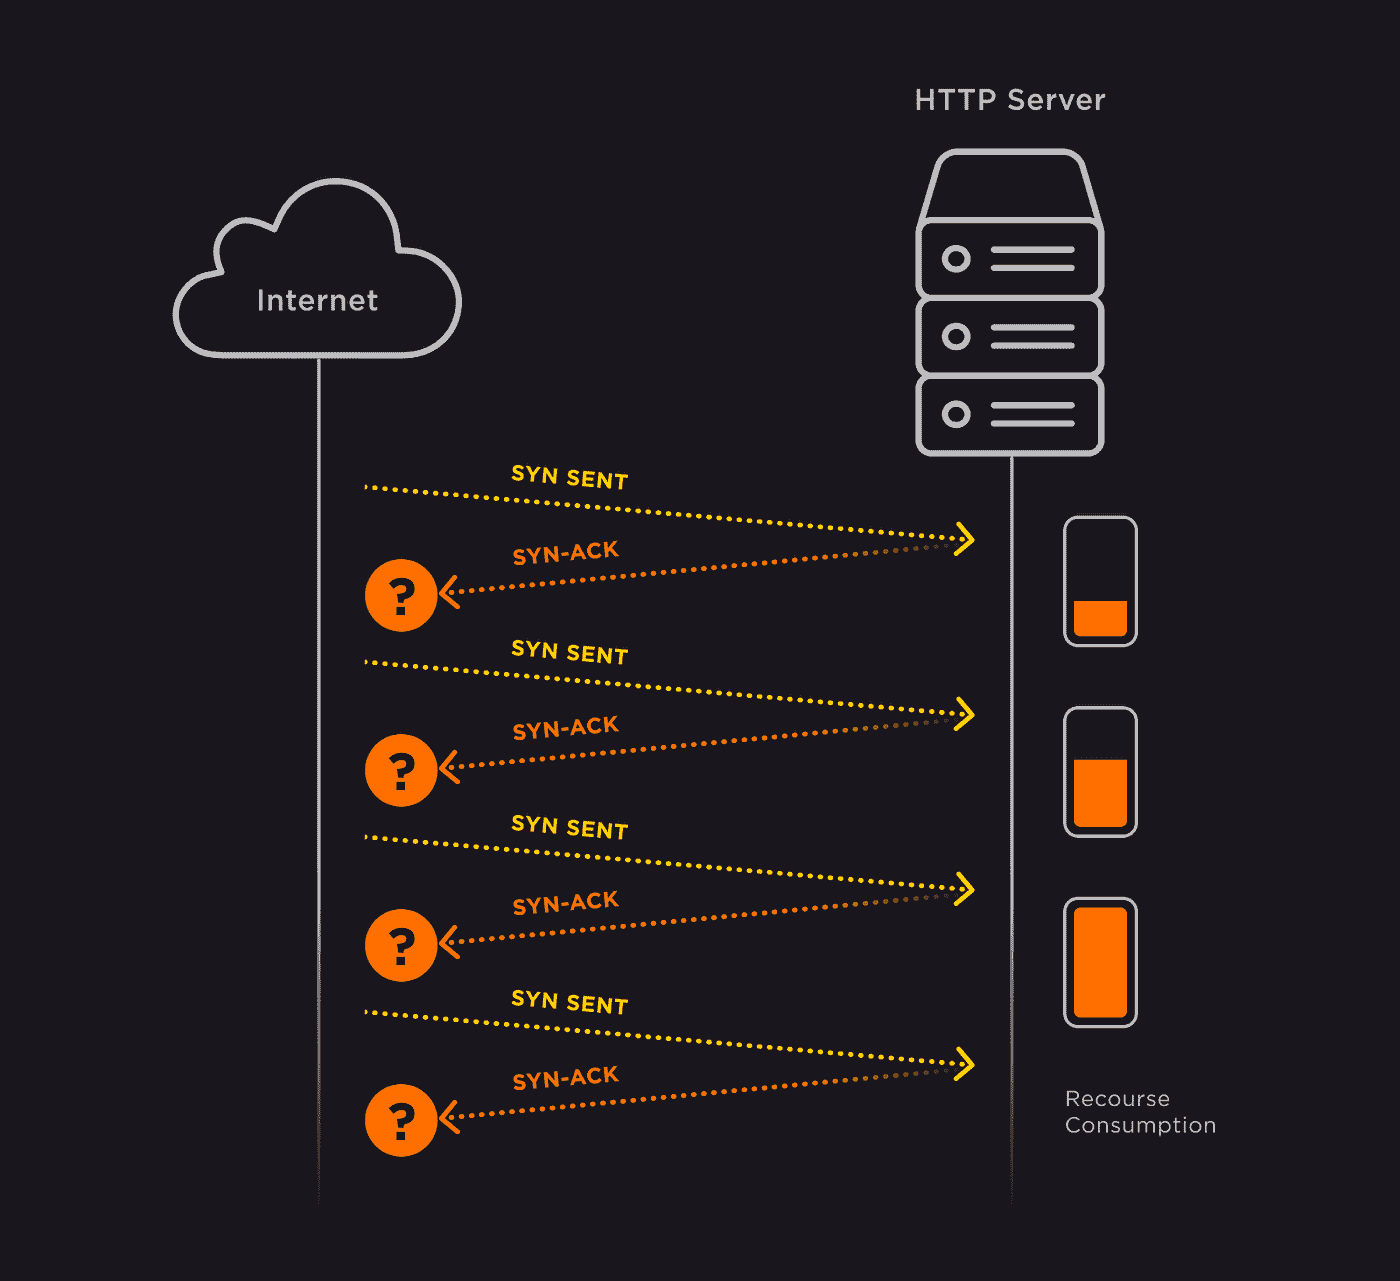 HTTP Server
Internet
SYN SENT
SYN-ACK
?
SYN SENT
SYN-ACK
?
SYN SENT
SYN-ACK
?
SYN SENT
SYN-ACK
?
Recourse
Consumption